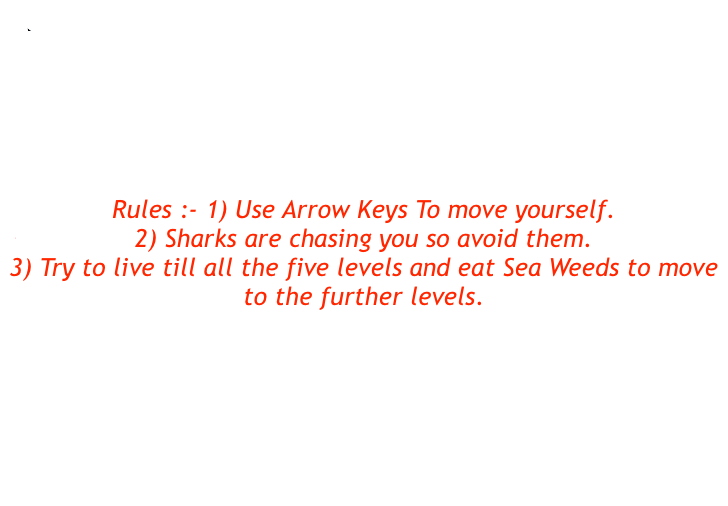 Rules :- 1) Use Arrow Keys To move yourself.
2) Sharks are chasing you so avoid them.
3) Try to live till all the five levels and eat Sea Weeds to move
to the further levels.